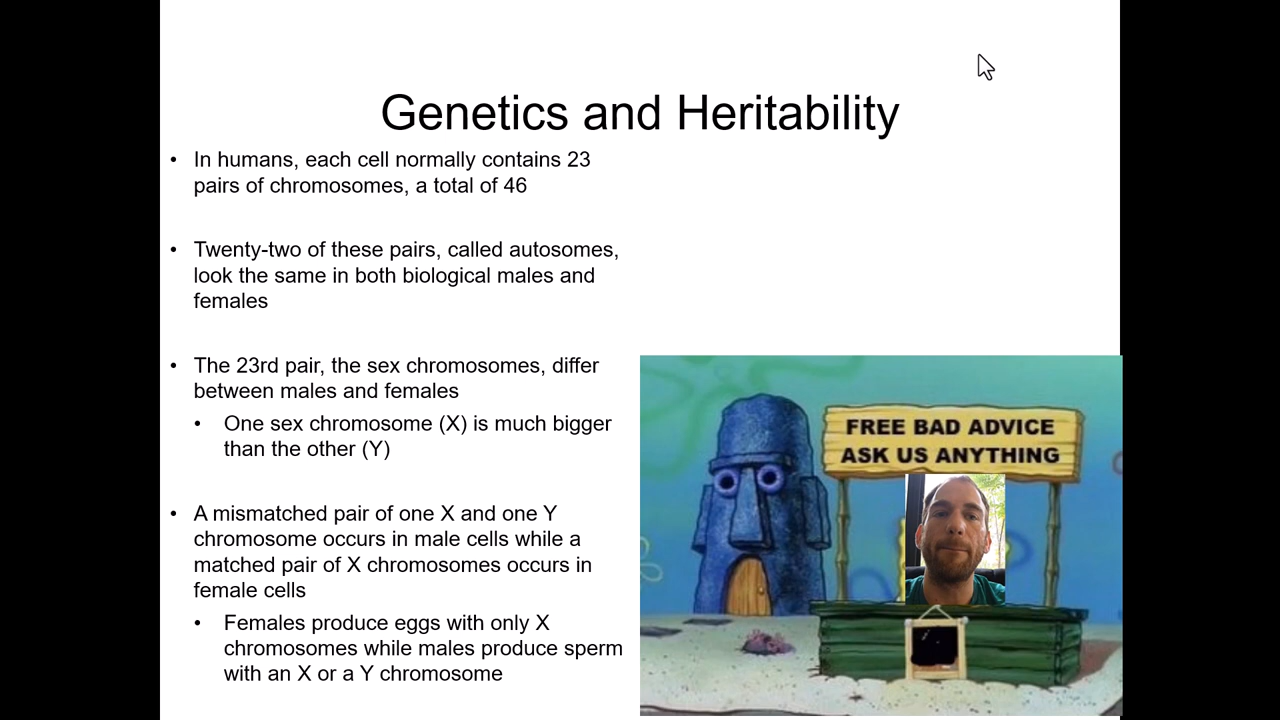 Genetics and Heritability
• In humans, each cell normally contains 23
pairs of chromosomes, a total of 46
• Twenty-two of these pairs, called autosomes,
look the same in both biological males and
females
• The 23rd pair, the sex chromosomes, differ
between males and females
• One sex chromosome (X) is much bigger
than the other (Y)
• A mismatched pair of one X and one Y
chromosome occurs in male cells while a
matched pair of X chromosomes occurs in
female cells
• Females produce eggs with only X
chromosomes while males produce sperm
with an X or a Y chromosome
FREE BAD ADVICE
ASK US ANYTHING